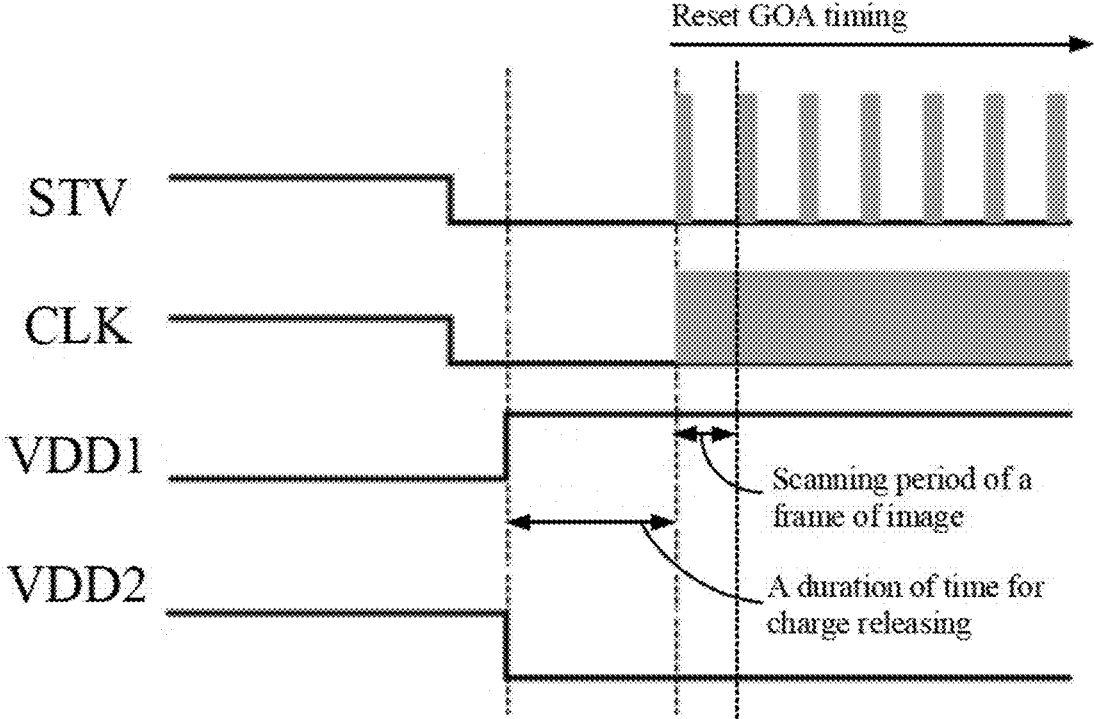 Reset GOA timing
STV
CLK
VDD1
Scanning period of a
frame of image
VDD2
A duration of time for
charge releasing